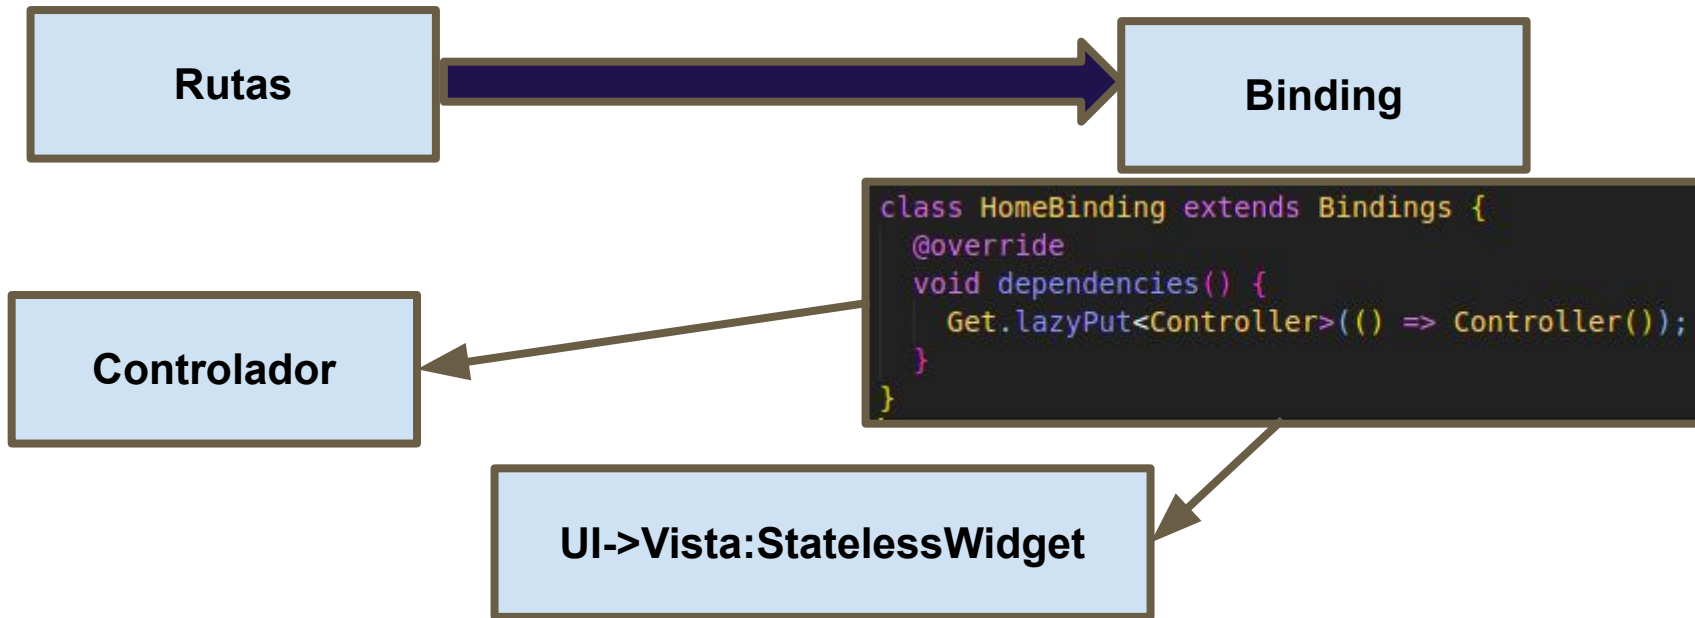 Rutas
Binding
class HomeBinding extends Bindings {
@override
void dependencies() {
Get.lazyPut<Controller>(() => Controller());
}
}
Controlador
UI->Vista:StatelessWidget